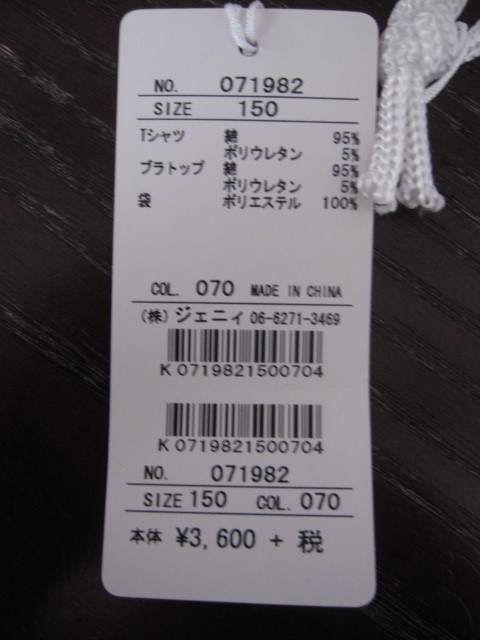 NO. 071982
SIZE 150
Tシャツ 綿 95%
ポリウレタン 5%
ブラトップ 綿 95%
ポリウレタン 5%
袋 ポリエステル 100%
COL. 070 MADE IN CHINA
(株)ジェニィ 06-6271-3469
K0719821500704
K0719821500704
NO. 071982
SIZE 150 COL. 070
本体 ¥3,600 + 税